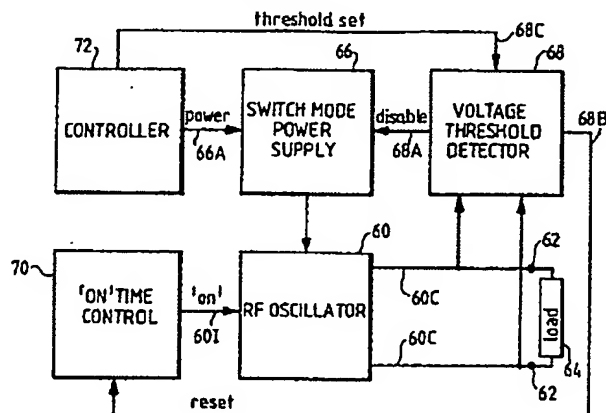 threshold set
72
66
68C
68
CONTROLLER
power
66A
SWITCH MODE
POWER
SUPPLY
disable
68A
VOLTAGE
THRESHOLD
DETECTOR
68B
60
62
70
'ON' TIME
CONTROL
'on'
60I
RF OSCILLATOR
60C
60C
load
64
62
reset